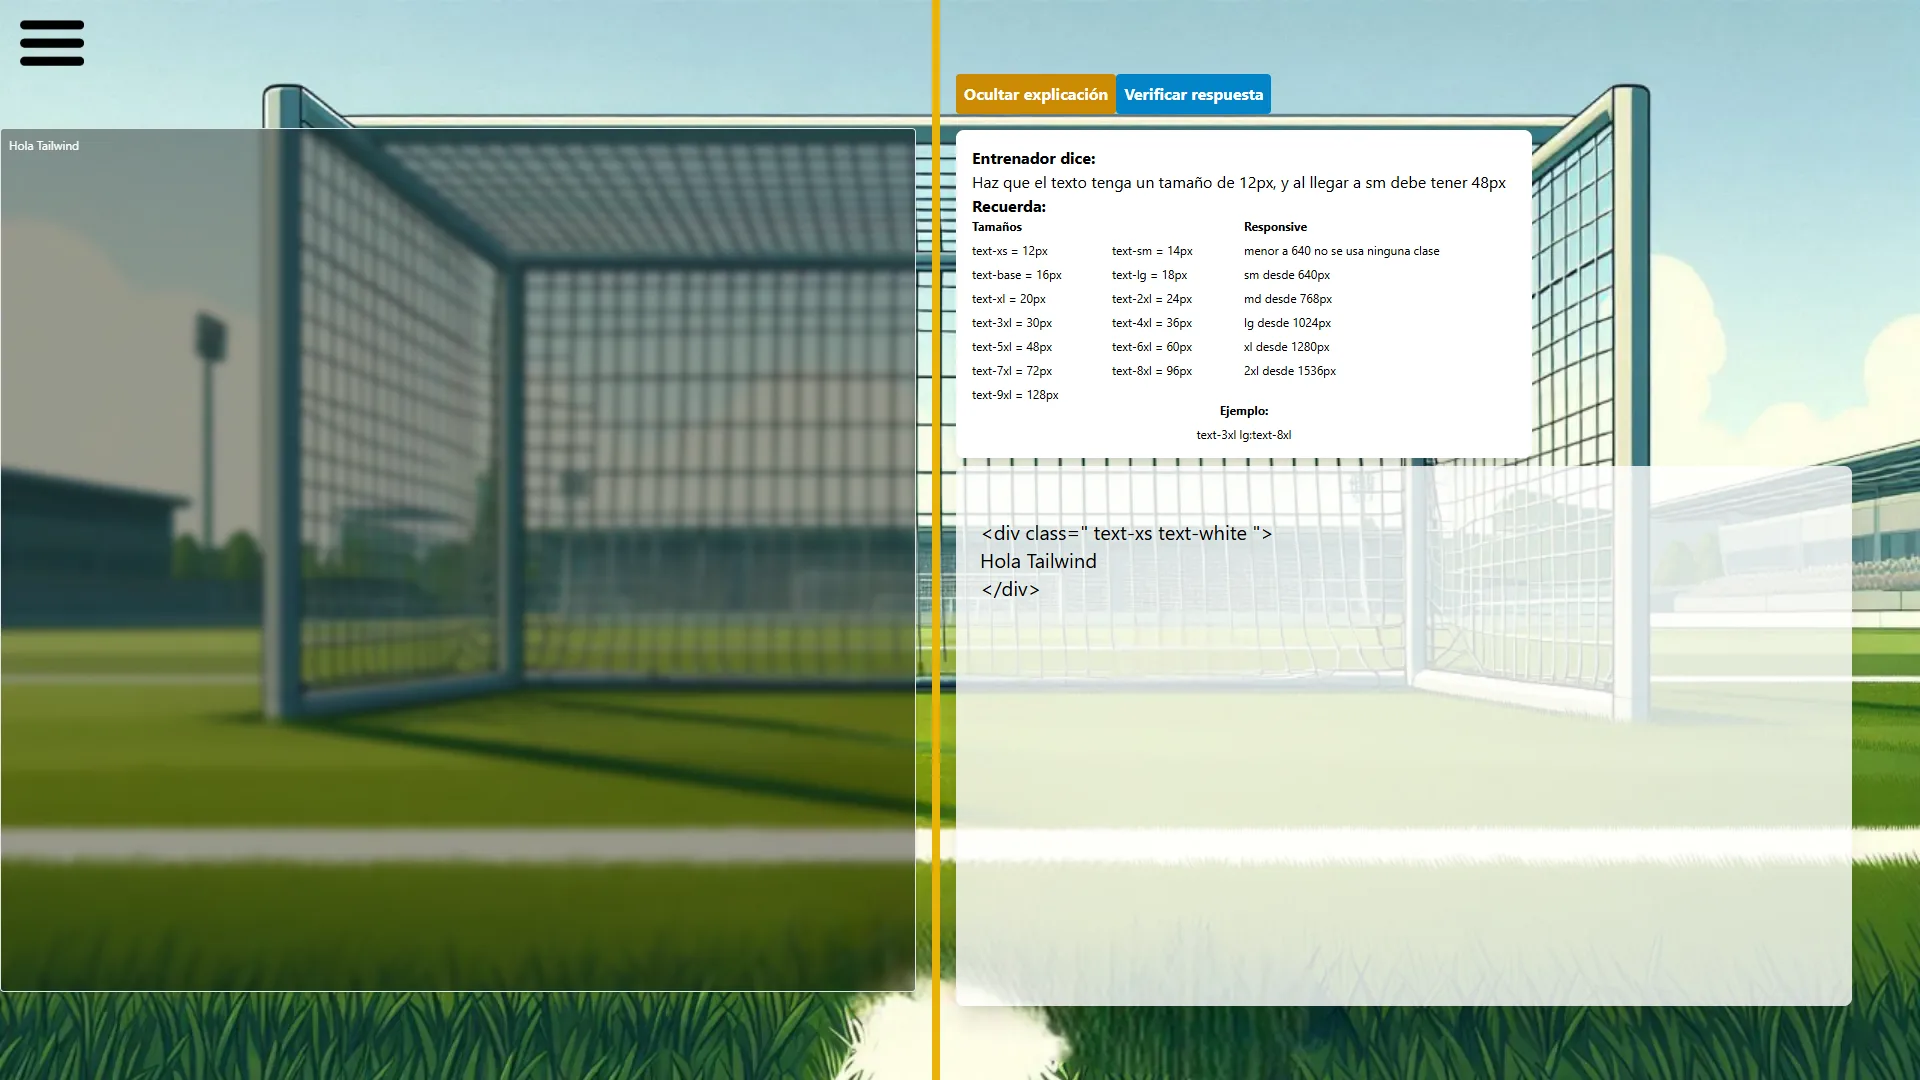 Ocultar explicación Verificar respuesta
Hola Tailwind
Entrenador dice:
Haz que el texto tenga un tamaño de 12px, y al llegar a sm debe tener 48px
Recuerda:
Tamaños Responsive
text-xs = 12px text-sm = 14px menor a 640 no se usa ninguna clase
text-base = 16px text-lg = 18px sm desde 640px
text-xl = 20px text-2xl = 24px md desde 768px
text-3xl = 30px text-4xl = 36px lg desde 1024px
text-5xl = 48px text-6xl = 60px xl desde 1280px
text-7xl = 72px text-8xl = 96px 2xl desde 1536px
text-9xl = 128px
Ejemplo:
text-3xl lg:text-8xl
<div class=" text-xs text-white ">
Hola Tailwind
</div>